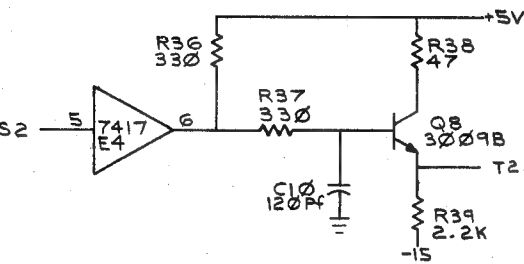 +5V
R36
330
R38
47
R37
330
S2
5
7417
E4
6
Q8
3009B
T2
C10
120Pf
R39
2.2K
-15